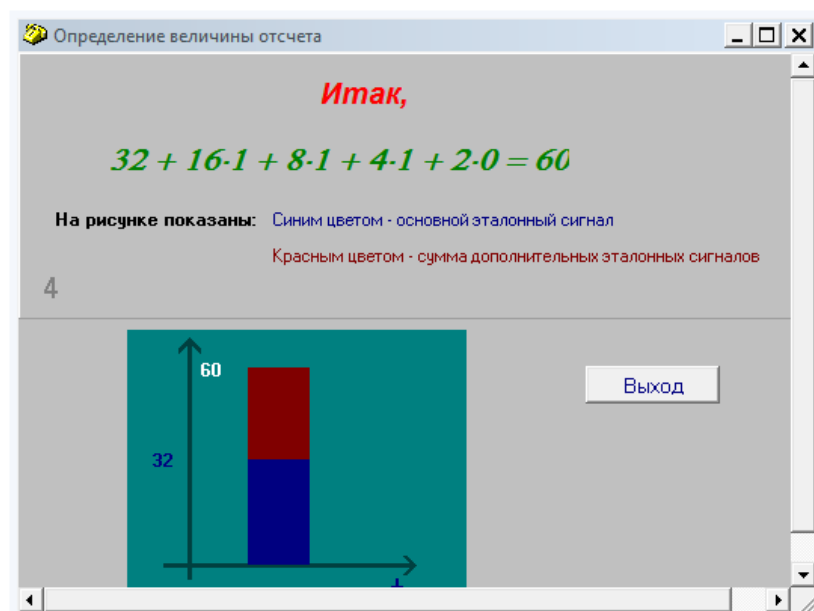 Определение величины отсчета
Итак,
32 + 16·1 + 8·1 + 4·1 + 2·0 = 60
На рисунке показаны: Синим цветом - основной эталонный сигнал
Красным цветом - сумма дополнительных эталонных сигналов
4
60
Выход
32